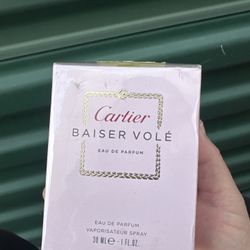 Cartier
BAISER VOLÉ
EAU DE PARFUM
EAU DE PARFUM
VAPORISATEUR SPRAY
30 ML ℮ 1 FL.OZ.